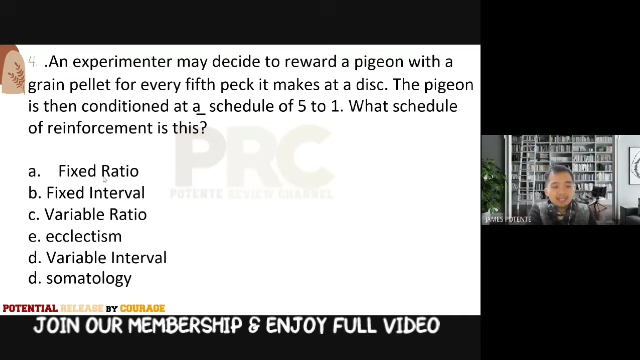 4. .An experimenter may decide to reward a pigeon with a
grain pellet for every fifth peck it makes at a disc. The pigeon
is then conditioned at a_ schedule of 5 to 1. What schedule
of reinforcement is this?
PRC
POTENTE REVIEW CHANNEL
a. Fixed Ratio
b. Fixed Interval
c. Variable Ratio
e. ecclectism
d. Variable Interval
d. somatology
JAMES POTENTE
POTENTIAL RELEASE BY COURAGE
JOIN OUR MEMBERSHIP & ENJOY FULL VIDEO